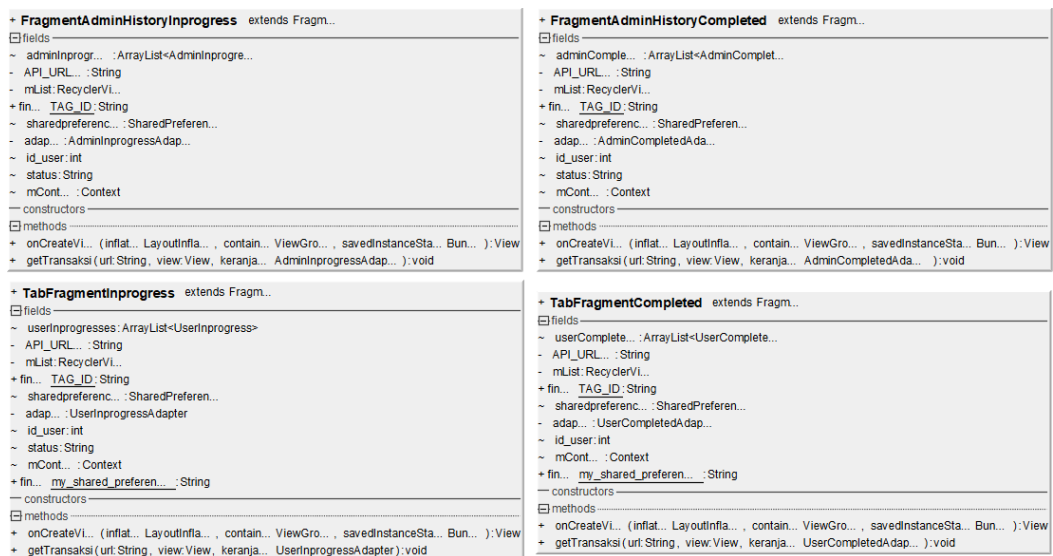 + FragmentAdminHistoryInprogress extends Fragm...
fields
~ adminInprogr... :ArrayList<AdminInprogre...
- API_URL... :String
- mList:RecyclerVi...
+ fin... TAG_ID:String
~ sharedpreferenc... :SharedPreferen...
- adap... :AdminInprogressAdap...
~ id_user:int
~ status:String
~ mCont... :Context
constructors
methods
+ onCreateVi... (inflat... LayoutInfla... , contain... ViewGro... , savedInstanceSta... Bun... ):View
+ getTransaksi(url:String, view:View, keranja... AdminInprogressAdap... ):void
+ FragmentAdminHistoryCompleted extends Fragm...
fields
~ adminComple... :ArrayList<AdminComplet...
- API_URL... :String
- mList:RecyclerVi...
+ fin... TAG_ID:String
~ sharedpreferenc... :SharedPreferen...
- adap... :AdminCompletedAda...
~ id_user:int
~ status:String
~ mCont... :Context
constructors
methods
+ onCreateVi... (inflat... LayoutInfla... , contain... ViewGro... , savedInstanceSta... Bun... ):View
+ getTransaksi(url:String, view:View, keranja... AdminCompletedAda... ):void
+ TabFragmentInprogress extends Fragm...
fields
~ userInprogresses:ArrayList<UserInprogress>
- API_URL... :String
- mList:RecyclerVi...
+ fin... TAG_ID:String
~ sharedpreferenc... :SharedPreferen...
- adap... :UserInprogressAdapter
~ id_user:int
~ status:String
~ mCont... :Context
+ fin... my_shared_preferen... :String
constructors
methods
+ onCreateVi... (inflat... LayoutInfla... , contain... ViewGro... , savedInstanceSta... Bun... ):View
+ getTransaksi(url:String, view:View, keranja... UserInprogressAdapter):void
+ TabFragmentCompleted extends Fragm...
fields
~ userComplete... :ArrayList<UserComplete...
- API_URL... :String
- mList:RecyclerVi...
+ fin... TAG_ID:String
~ sharedpreferenc... :SharedPreferen...
- adap... :UserCompletedAdap...
~ id_user:int
~ mCont... :Context
+ fin... my_shared_preferen... :String
constructors
methods
+ onCreateVi... (inflat... LayoutInfla... , contain... ViewGro... , savedInstanceSta... Bun... ):View
+ getTransaksi(url:String, view:View, keranja... UserCompletedAdap... ):void